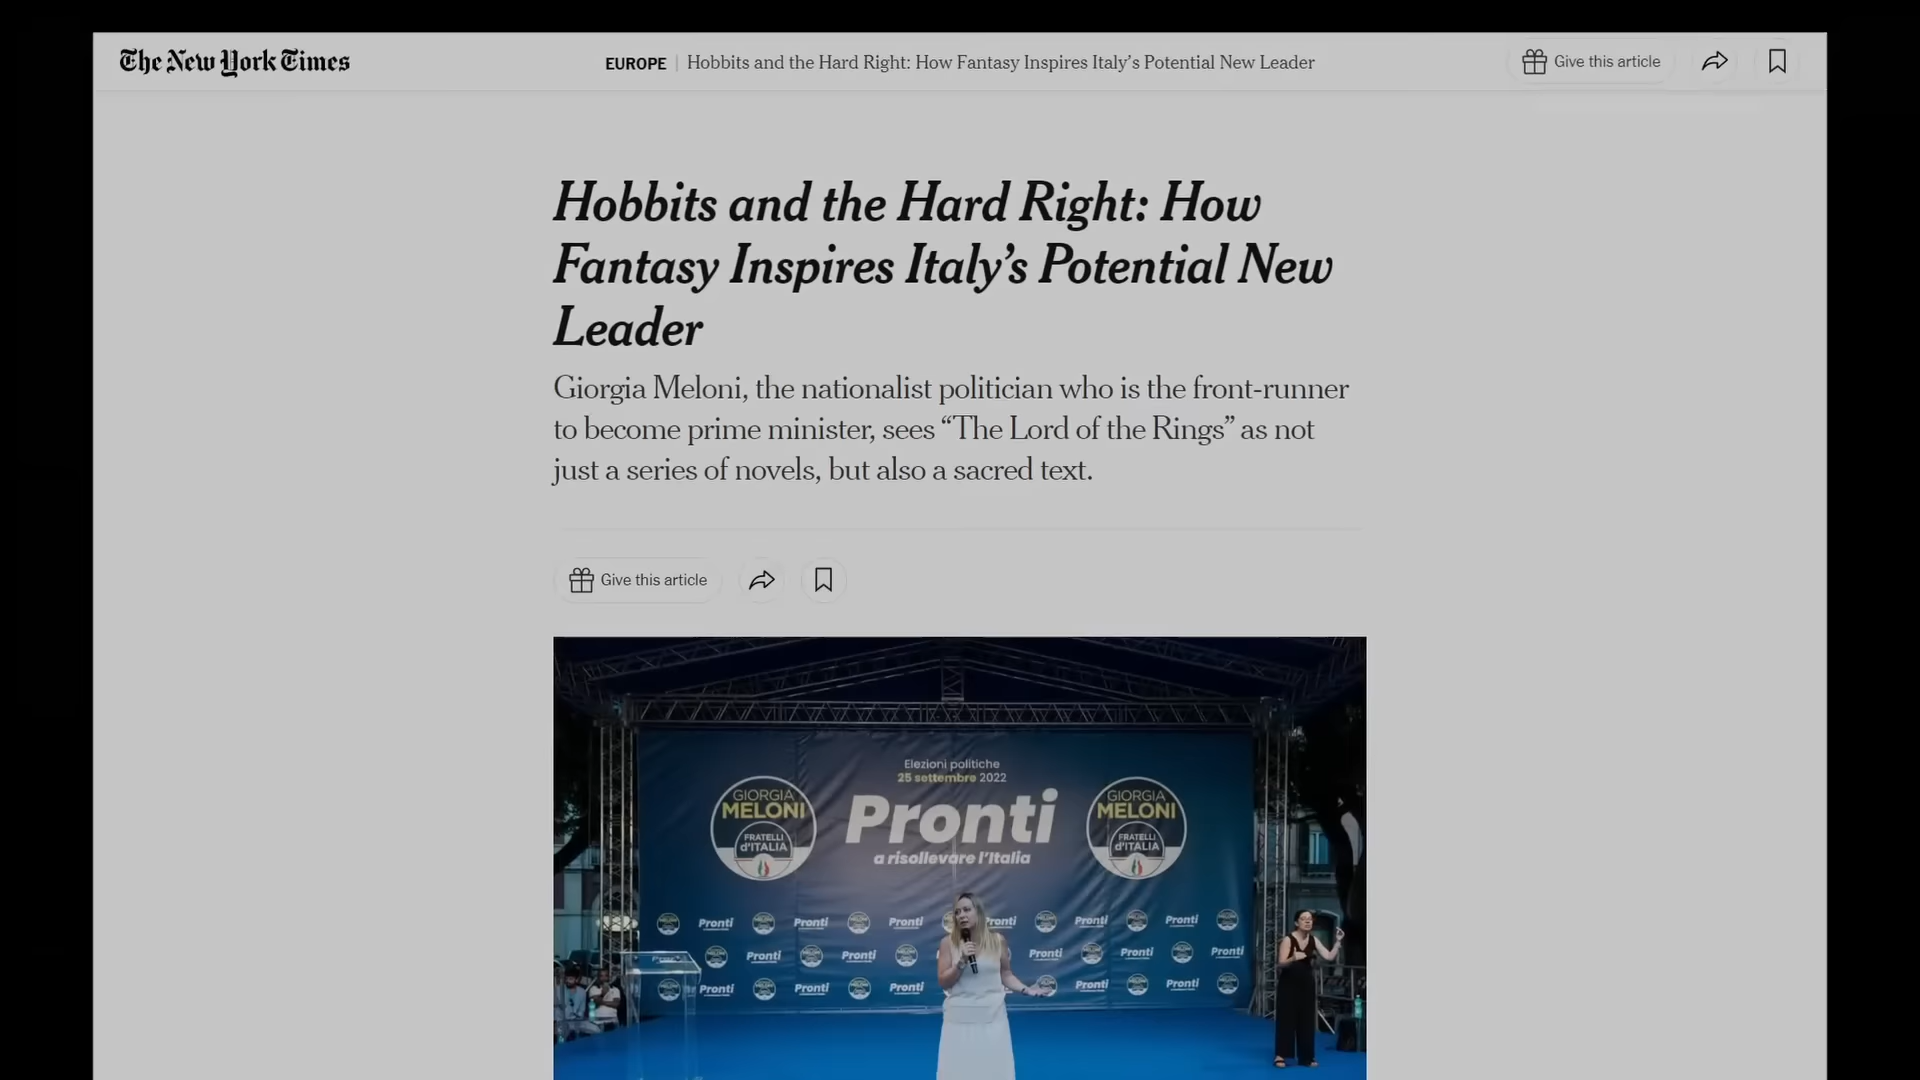 The New York Times
EUROPE | Hobbits and the Hard Right: How Fantasy Inspires Italy’s Potential New Leader
Give this article
Hobbits and the Hard Right: How
Fantasy Inspires Italy’s Potential New
Leader
Giorgia Meloni, the nationalist politician who is the front-runner
to become prime minister, sees “The Lord of the Rings” as not
just a series of novels, but also a sacred text.
Give this article
Elezioni politiche
25 settembre 2022
GIORGIA
MELONI
FRATELLI
d'ITALIA
Pronti
a risollevare l'Italia
GIORGIA
MELONI
FRATELLI
d'ITALIA
Pronti Pronti Pronti Pronti Pronti Pronti
Pronti Pronti Pronti Pronti Pronti
Pronti Pronti Pronti Pronti Pronti